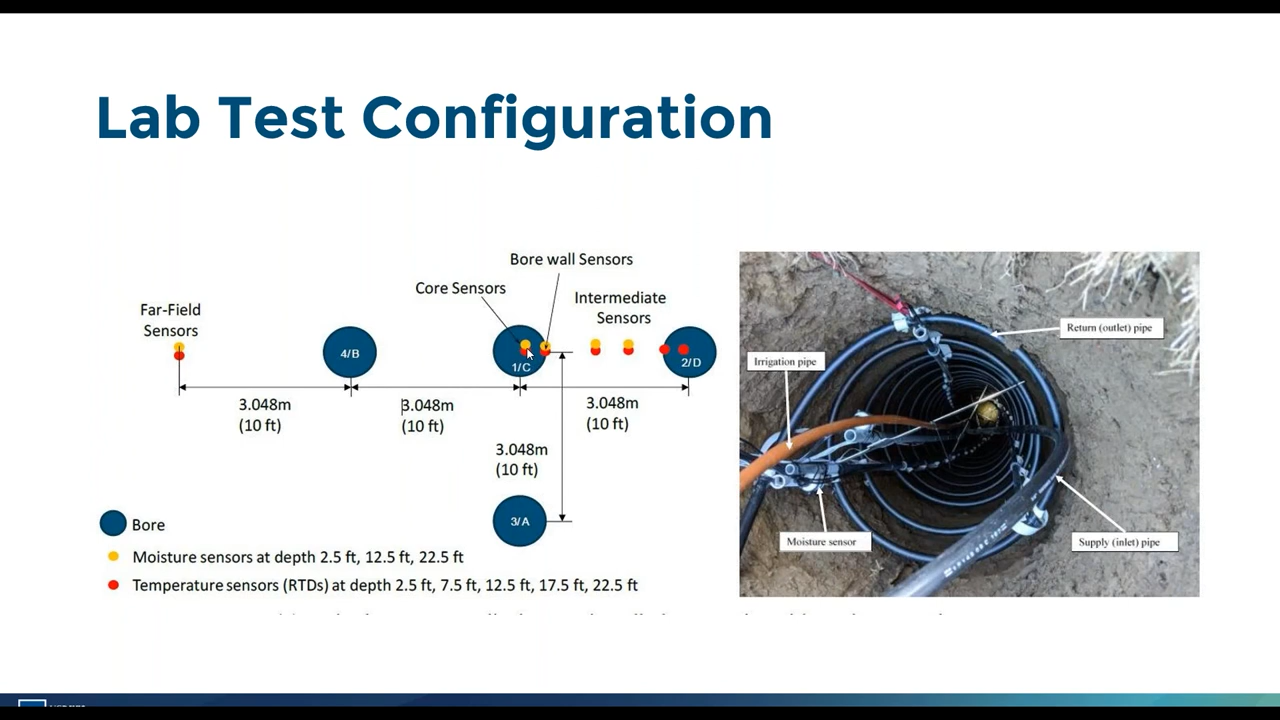 Lab Test Configuration
Bore wall Sensors
Core Sensors
Intermediate
Sensors
Far-Field
Sensors
4/B
1/C
2/D
3.048m
(10 ft)
3.048m
(10 ft)
3.048m
(10 ft)
3.048m
(10 ft)
3/A
Bore
Moisture sensors at depth 2.5 ft, 12.5 ft, 22.5 ft
Temperature sensors (RTDs) at depth 2.5 ft, 7.5 ft, 12.5 ft, 17.5 ft, 22.5 ft
Return (outlet) pipe
Irrigation pipe
Moisture sensor
Supply (inlet) pipe